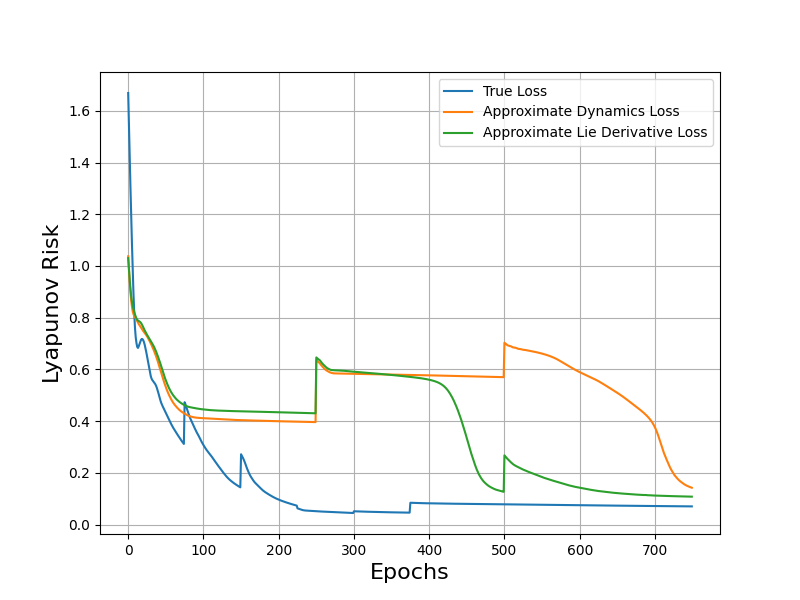 True Loss
Approximate Dynamics Loss
Approximate Lie Derivative Loss
Lyapunov Risk
1.6
1.4
1.2
1.0
0.8
0.6
0.4
0.2
0.0
0 100 200 300 400 500 600 700
Epochs